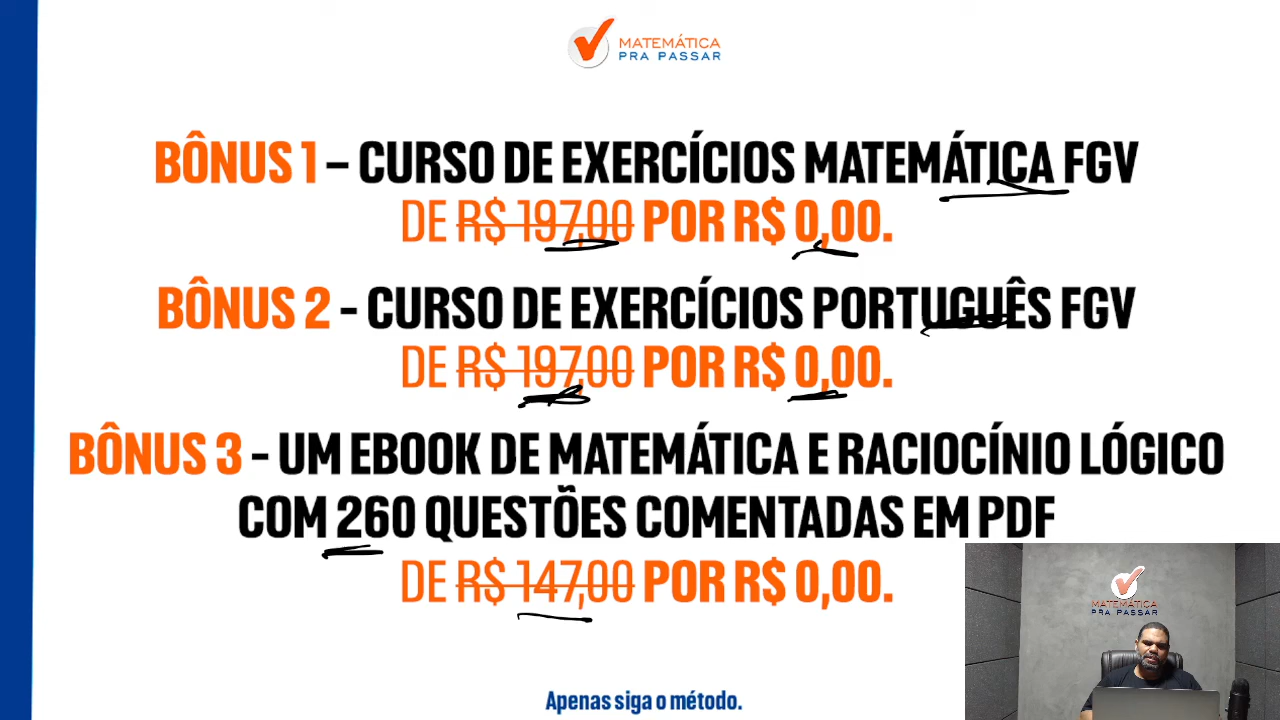 MATEMÁTICA
PRA PASSAR
BÔNUS 1 – CURSO DE EXERCÍCIOS MATEMÁTICA FGV
DE R$ 197,00 POR R$ 0,00.
BÔNUS 2 - CURSO DE EXERCÍCIOS PORTUGUÊS FGV
DE R$ 197,00 POR R$ 0,00.
BÔNUS 3 - UM EBOOK DE MATEMÁTICA E RACIOCÍNIO LÓGICO
COM 260 QUESTÕES COMENTADAS EM PDF
DE R$ 147,00 POR R$ 0,00.
MATEMÁTICA
PRA PASSAR
Apenas siga o método.